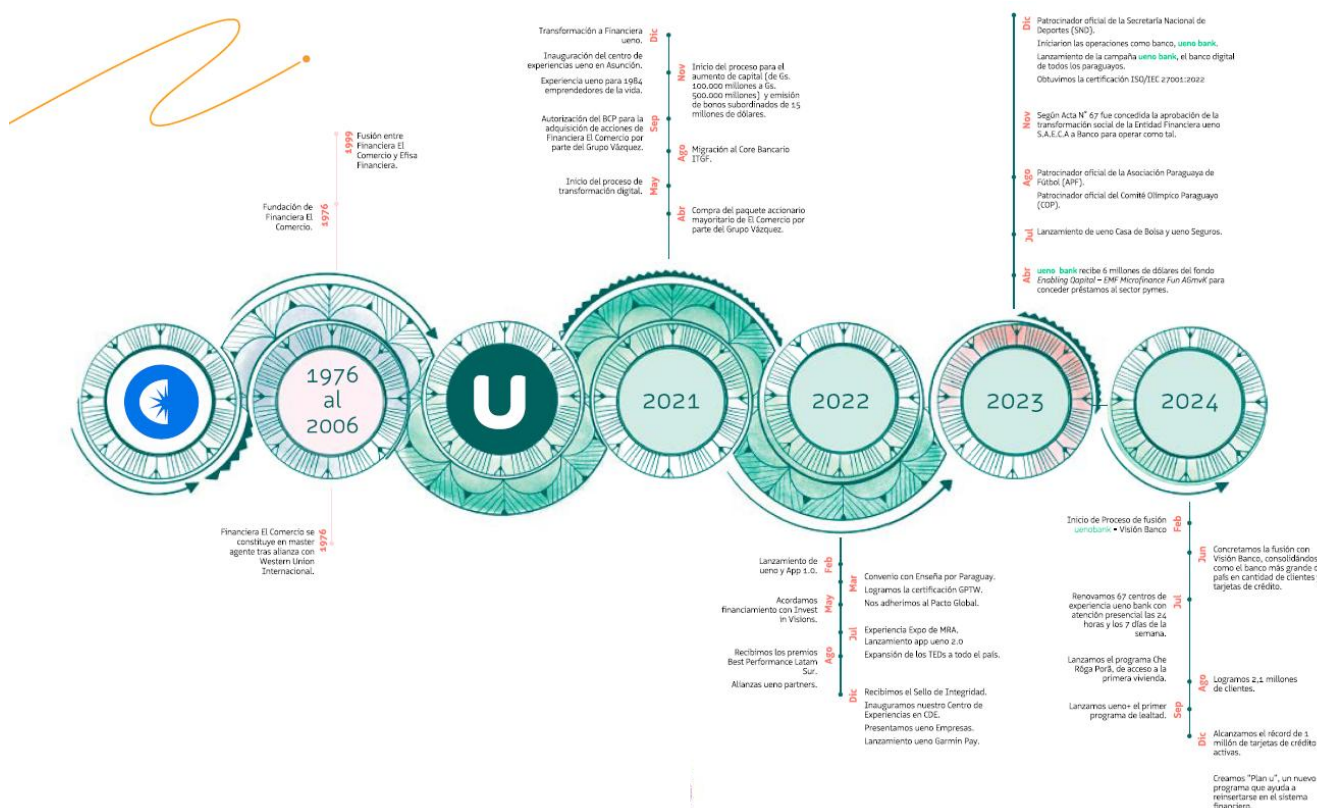 1999
Fusión entre
Financiera El
Comercio y Efisa
Financiera.
Fundación de
Financiera El
Comercio.
1976
1976
al
2006
Financiera El Comercio se
constituye en master
agente tras alianza con
Western Union
Internacional.
1976
U
Transformación a Financiera
ueno.
Dic
Inauguración del centro de
experiencias ueno en Asunción.
Experiencia ueno para 1984
emprendedores de la vida.
Nov
Inicio del proceso para el
aumento de capital (de Gs.
100.000 millones a Gs.
500.000 millones) y emisión
de bonos subordinados de 15
millones de dólares.
Autorización del BCP para la
adquisición de acciones de
Financiera El Comercio por
parte del Grupo Vázquez.
Sep
Ago
Migración al Core Bancario
ITGF.
Inicio del proceso de
transformación digital.
May
Abr
Compra del paquete accionario
mayoritario de El Comercio por
parte del Grupo Vázquez.
2021
2022
Lanzamiento de
ueno y App 1.0.
Feb
Mar
Convenio con Enseña por Paraguay.
Logramos la certificación GPTW.
Nos adherimos al Pacto Global.
Acordamos
financiamiento con Invest
in Visions.
May
Jul
Experiencia Expo de MRA.
Lanzamiento app ueno 2.0
Expansión de los TEDs a todo el país.
Recibimos los premios
Best Performance Latam
Sur.
Alianzas ueno partners.
Ago
Dic
Recibimos el Sello de Integridad.
Inauguramos nuestro Centro de
Experiencias en CDE.
Presentamos ueno Empresas.
Lanzamiento ueno Garmin Pay.
Dic
Patrocinador oficial de la Secretaría Nacional de
Deportes (SND).
Iniciarion las operaciones como banco, ueno bank.
Lanzamiento de la campaña ueno bank, el banco digital
de todos los paraguayos.
Obtuvimos la certificación ISO/IEC 27001:2022
Nov
Según Acta N° 67 fue concedida la aprobación de la
transformación social de la Entidad Financiera ueno
S.A.E.C.A a Banco para operar como tal.
Ago
Patrocinador oficial de la Asociación Paraguaya de
Fútbol (APF).
Patrocinador oficial del Comité Olímpico Paraguayo
(COP).
Jul
Lanzamiento de ueno Casa de Bolsa y ueno Seguros.
Abr
ueno bank recibe 6 millones de dólares del fondo
Enabling Qapital – EMF Microfinance Fun AGmvK para
conceder préstamos al sector pymes.
2023
2024
Inicio de Proceso de fusión
uenobank - Visión Banco
Feb
Jun
Concretamos la fusión con
Visión Banco, consolidándos
como el banco más grande d
país en cantidad de clientes y
tarjetas de crédito.
Renovamos 67 centros de
experiencia ueno bank con
atención presencial las 24
horas y los 7 días de la
semana.
Jul
Lanzamos el programa Che
Róga Porã, de acceso a la
primera vivienda.
Ago
Logramos 2,1 millones
de clientes.
Lanzamos ueno+ el primer
programa de lealtad.
Sep
Dic
Alcanzamos el récord de 1
millón de tarjetas de crédito
activas.
Creamos "Plan u", un nuevo
programa que ayuda a
reinsertarse en el sistema
financiero.